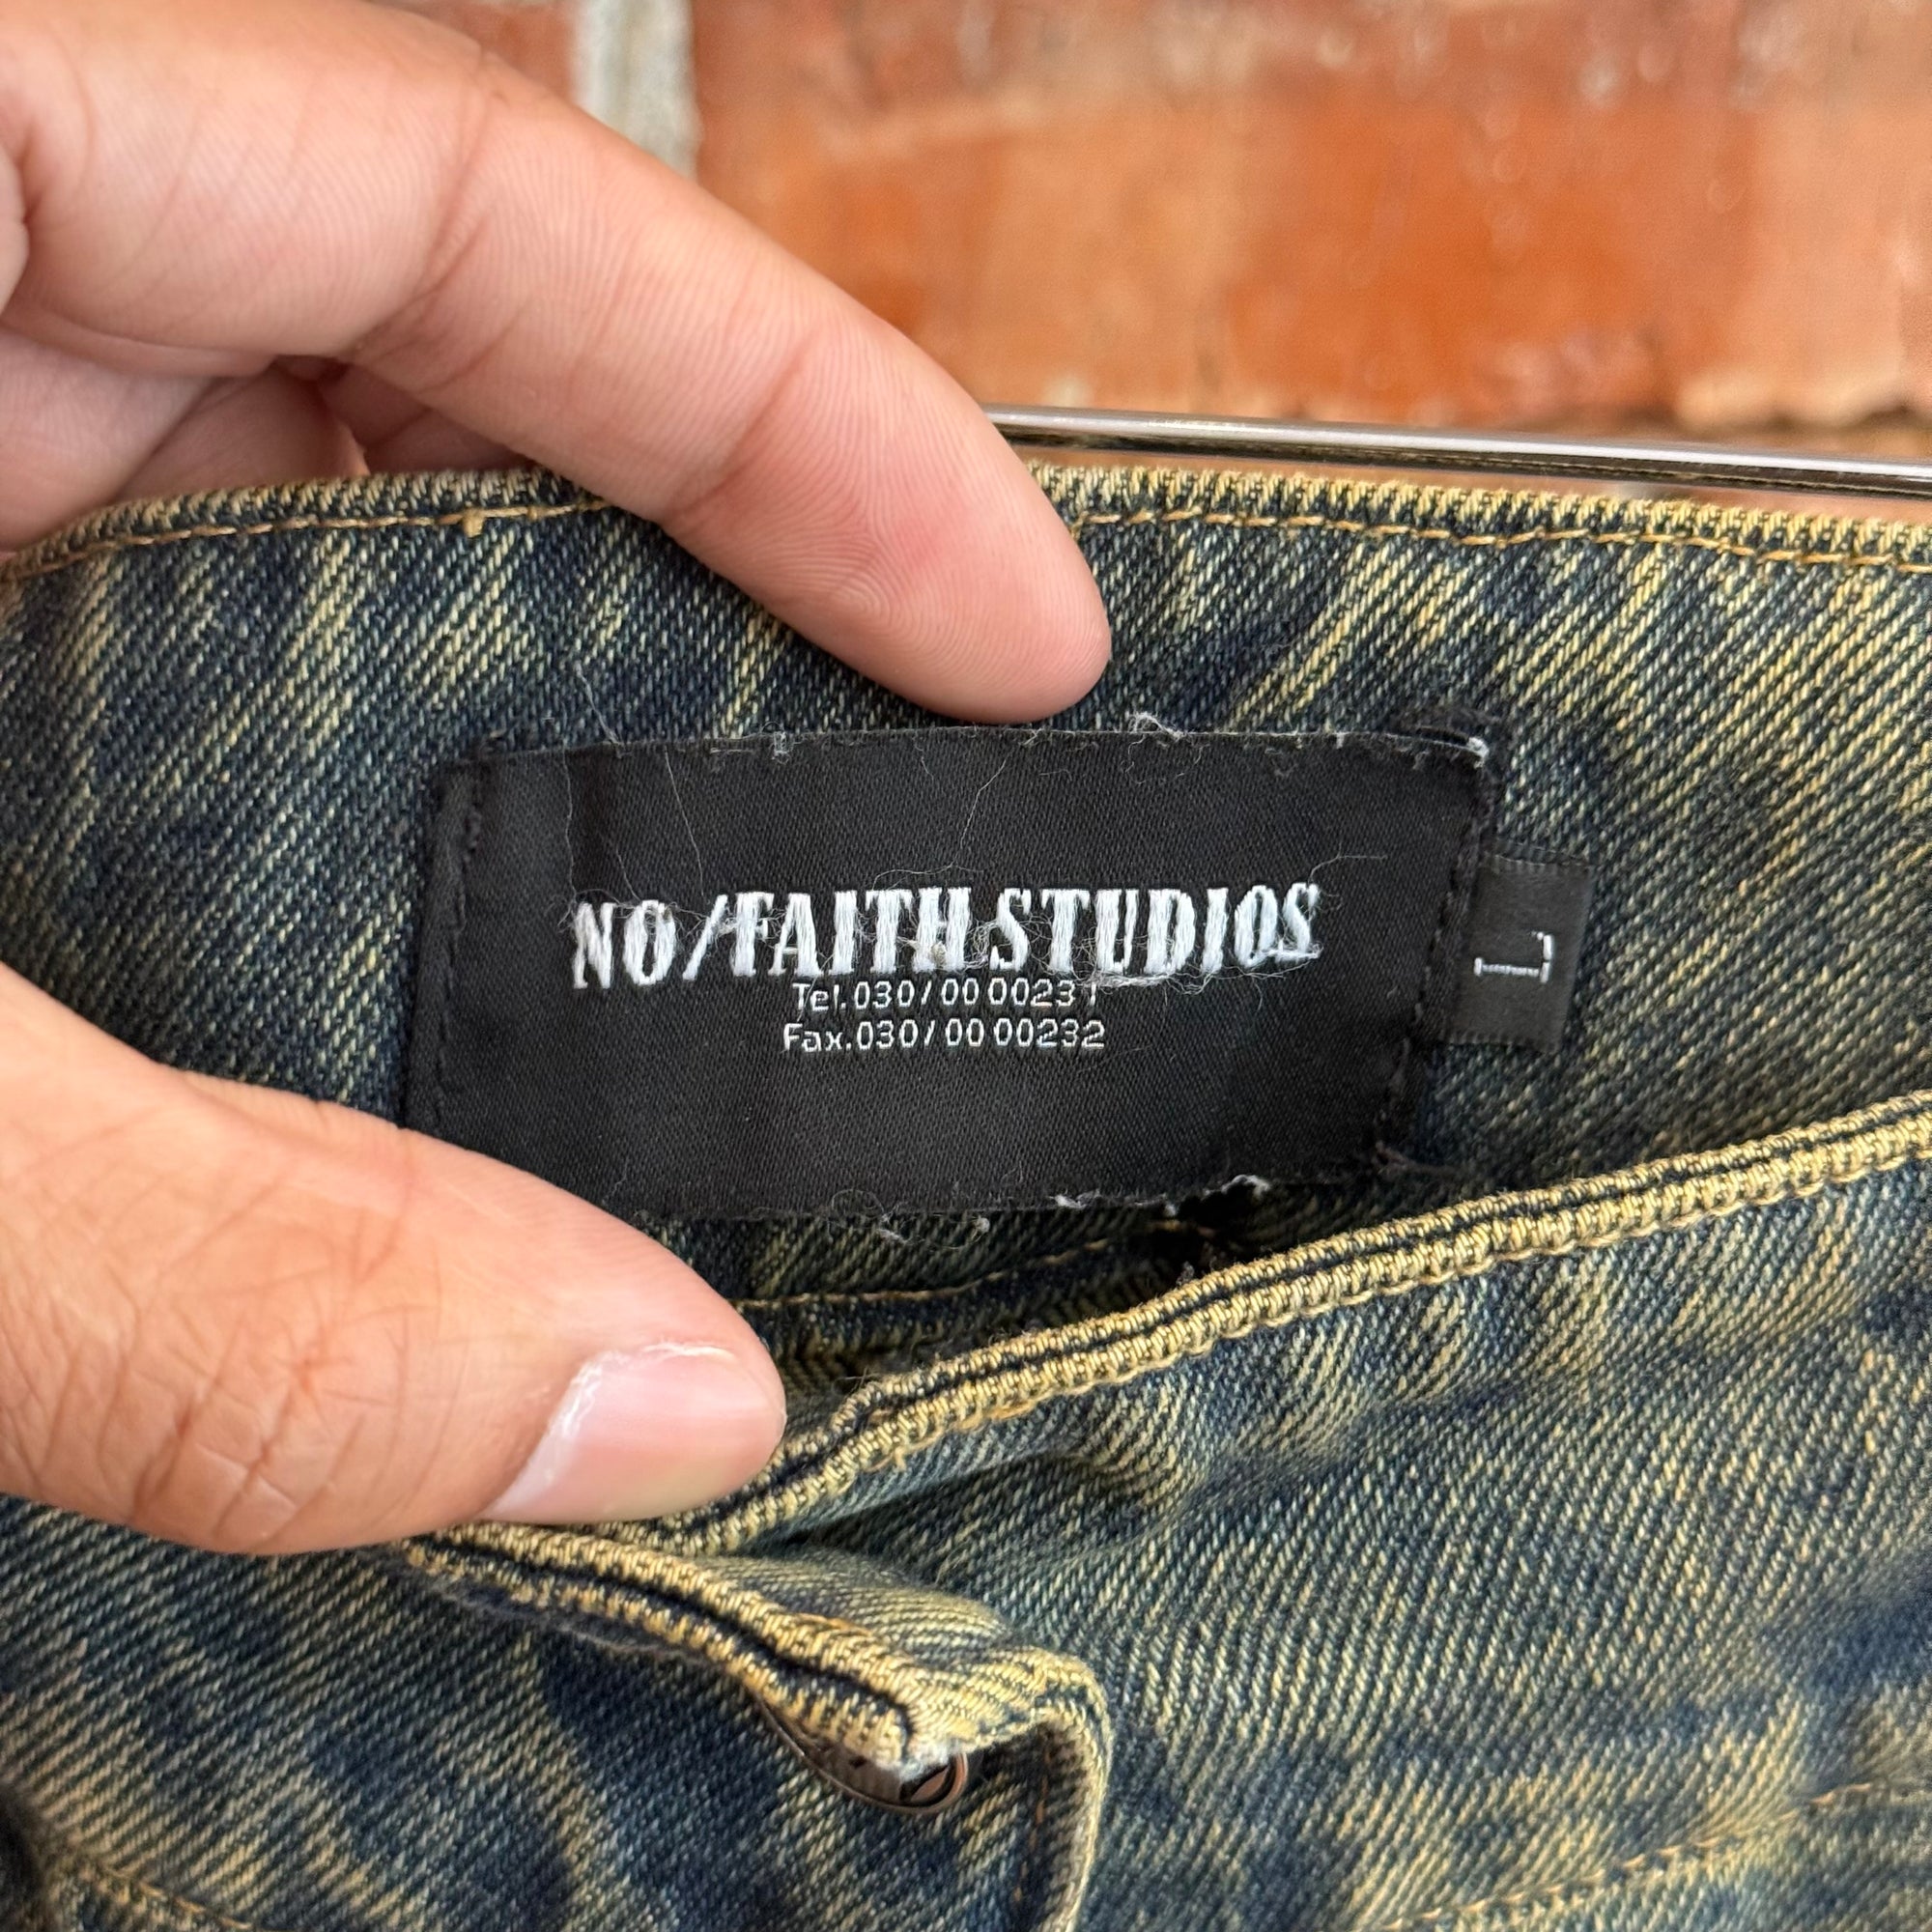 NO/FAITH STUDIOS
Tel.030/00 00231
Fax.030/00 00232
L